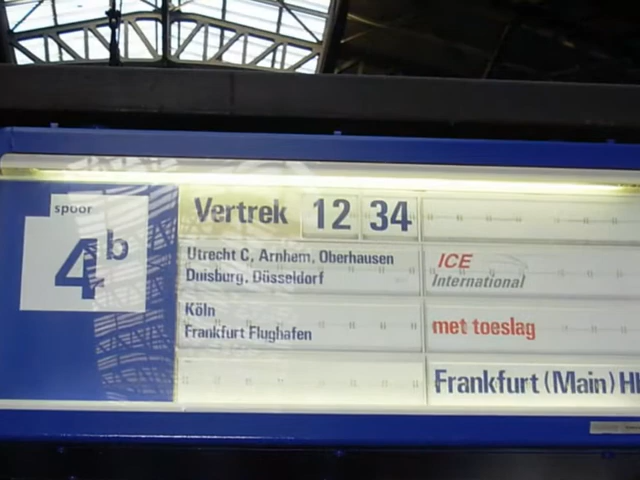 spoor
4b
Vertrek 12 34
Utrecht C, Arnhem, Oberhausen
Duisburg, Düsseldorf
ICE
International
Köln
Frankfurt Flughafen
met toeslag
Frankfurt (Main) H